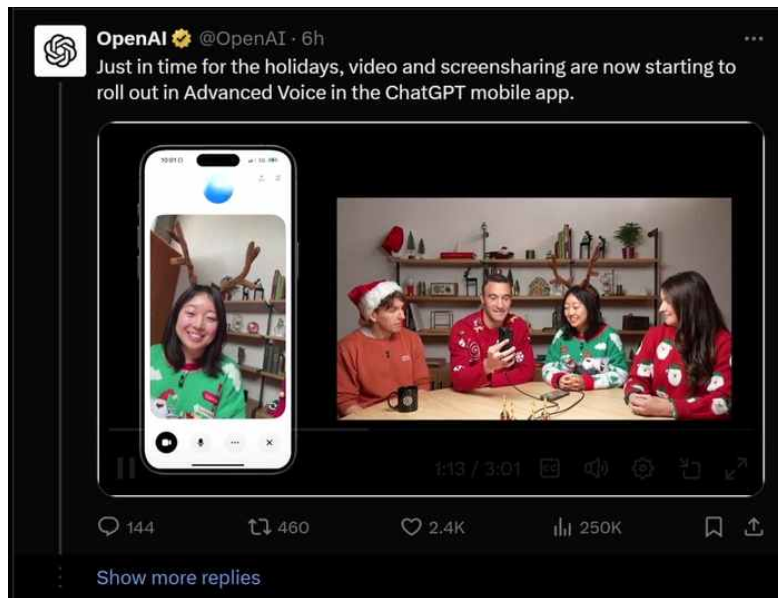 OpenAI @OpenAI · 6h
Just in time for the holidays, video and screensharing are now starting to
roll out in Advanced Voice in the ChatGPT mobile app.
1:13 / 3:01
CC
144 460 2.4K 250K
Show more replies